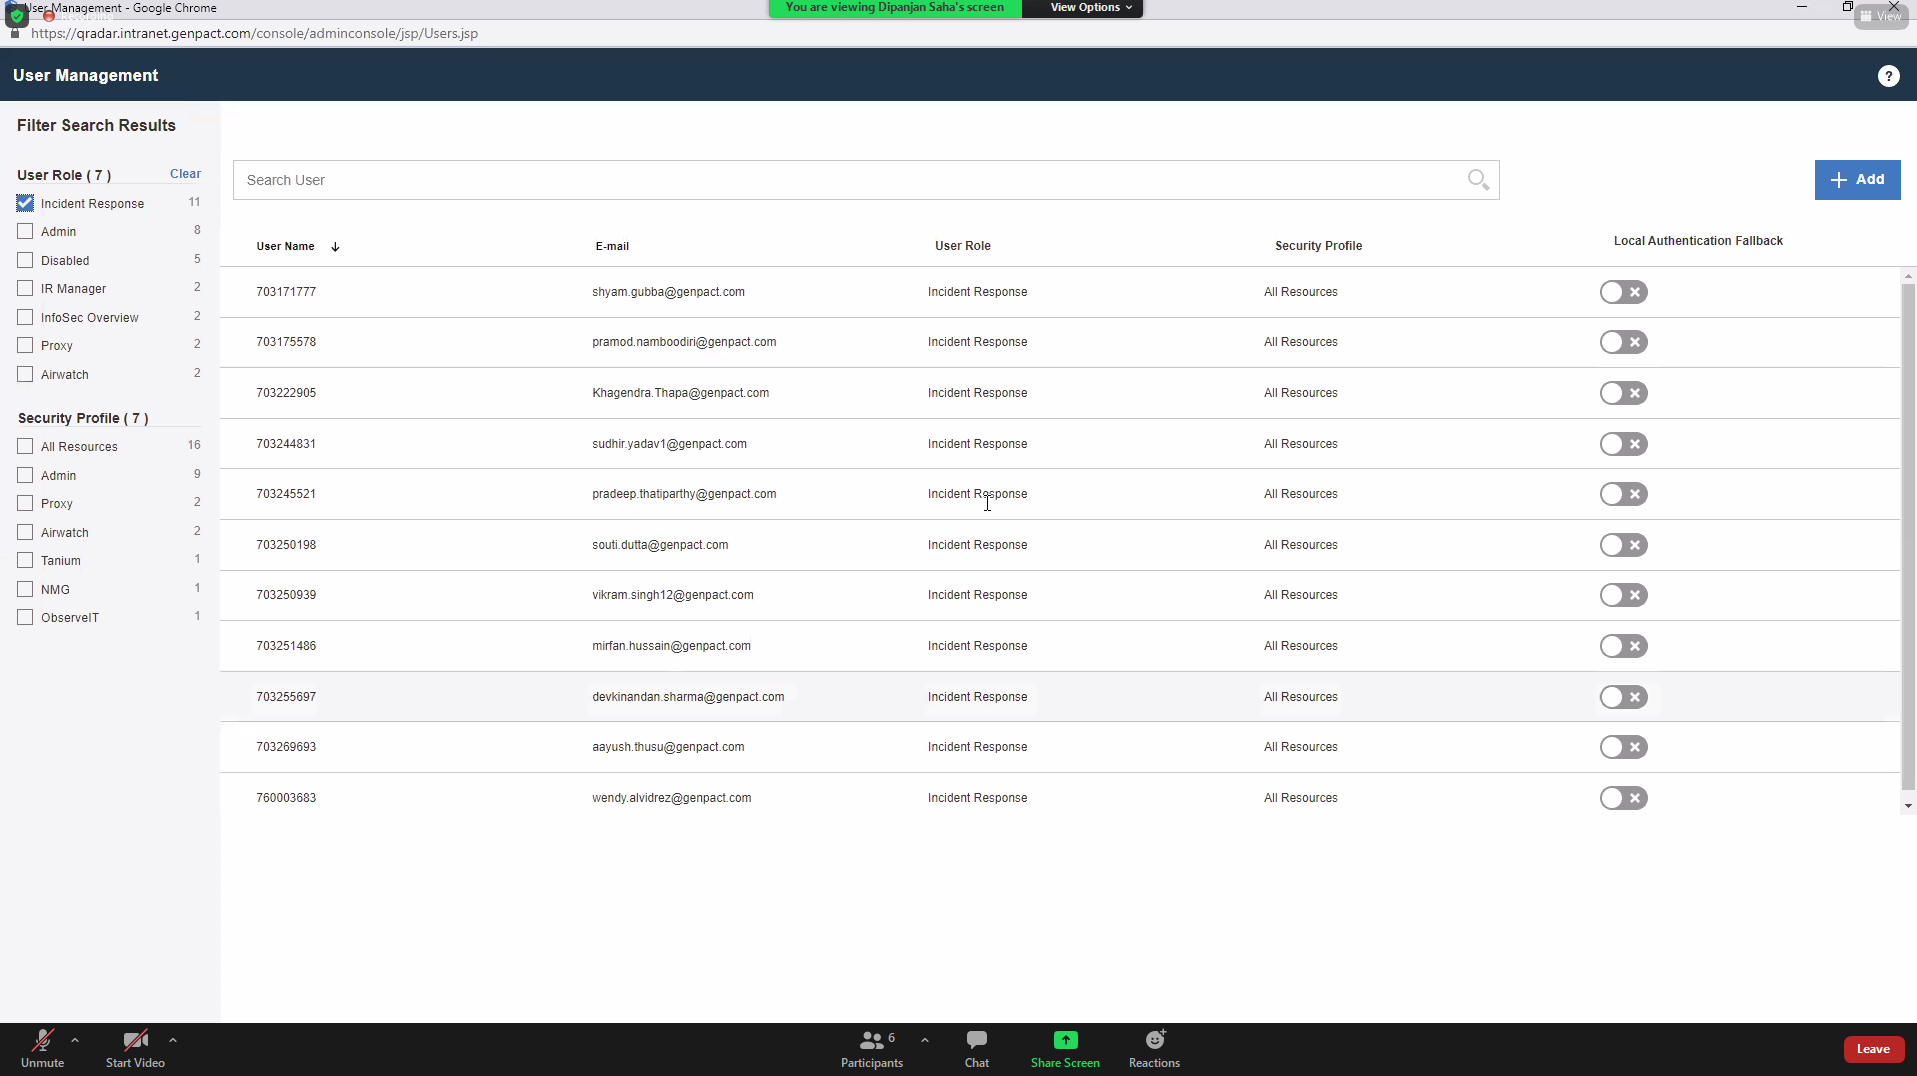 User Management - Google Chrome
You are viewing Dipanjan Saha's screen
View Options
View
https://qradar.intranet.genpact.com/console/adminconsole/jsp/Users.jsp
User Management
?
Filter Search Results
User Role ( 7 ) Clear
Incident Response 11
Admin 8
Disabled 5
IR Manager 2
InfoSec Overview 2
Proxy 2
Airwatch 2
Security Profile ( 7 )
All Resources 16
Admin 9
Proxy 2
Airwatch 2
Tanium 1
NMG 1
ObserveIT 1
Search User
Add
User Name E-mail User Role Security Profile Local Authentication Fallback
703171777 shyam.gubba@genpact.com Incident Response All Resources
703175578 pramod.namboodiri@genpact.com Incident Response All Resources
703222905 Khagendra.Thapa@genpact.com Incident Response All Resources
703244831 sudhir.yadav1@genpact.com Incident Response All Resources
703245521 pradeep.thatiparthy@genpact.com Incident Response All Resources
703250198 souti.dutta@genpact.com Incident Response All Resources
703250939 vikram.singh12@genpact.com Incident Response All Resources
703251486 mirfan.hussain@genpact.com Incident Response All Resources
703255697 devkinandan.sharma@genpact.com Incident Response All Resources
703269693 aayush.thusu@genpact.com Incident Response All Resources
760003683 wendy.alvidrez@genpact.com Incident Response All Resources
Unmute
Start Video
6
Participants
Chat
Share Screen
Reactions
Leave